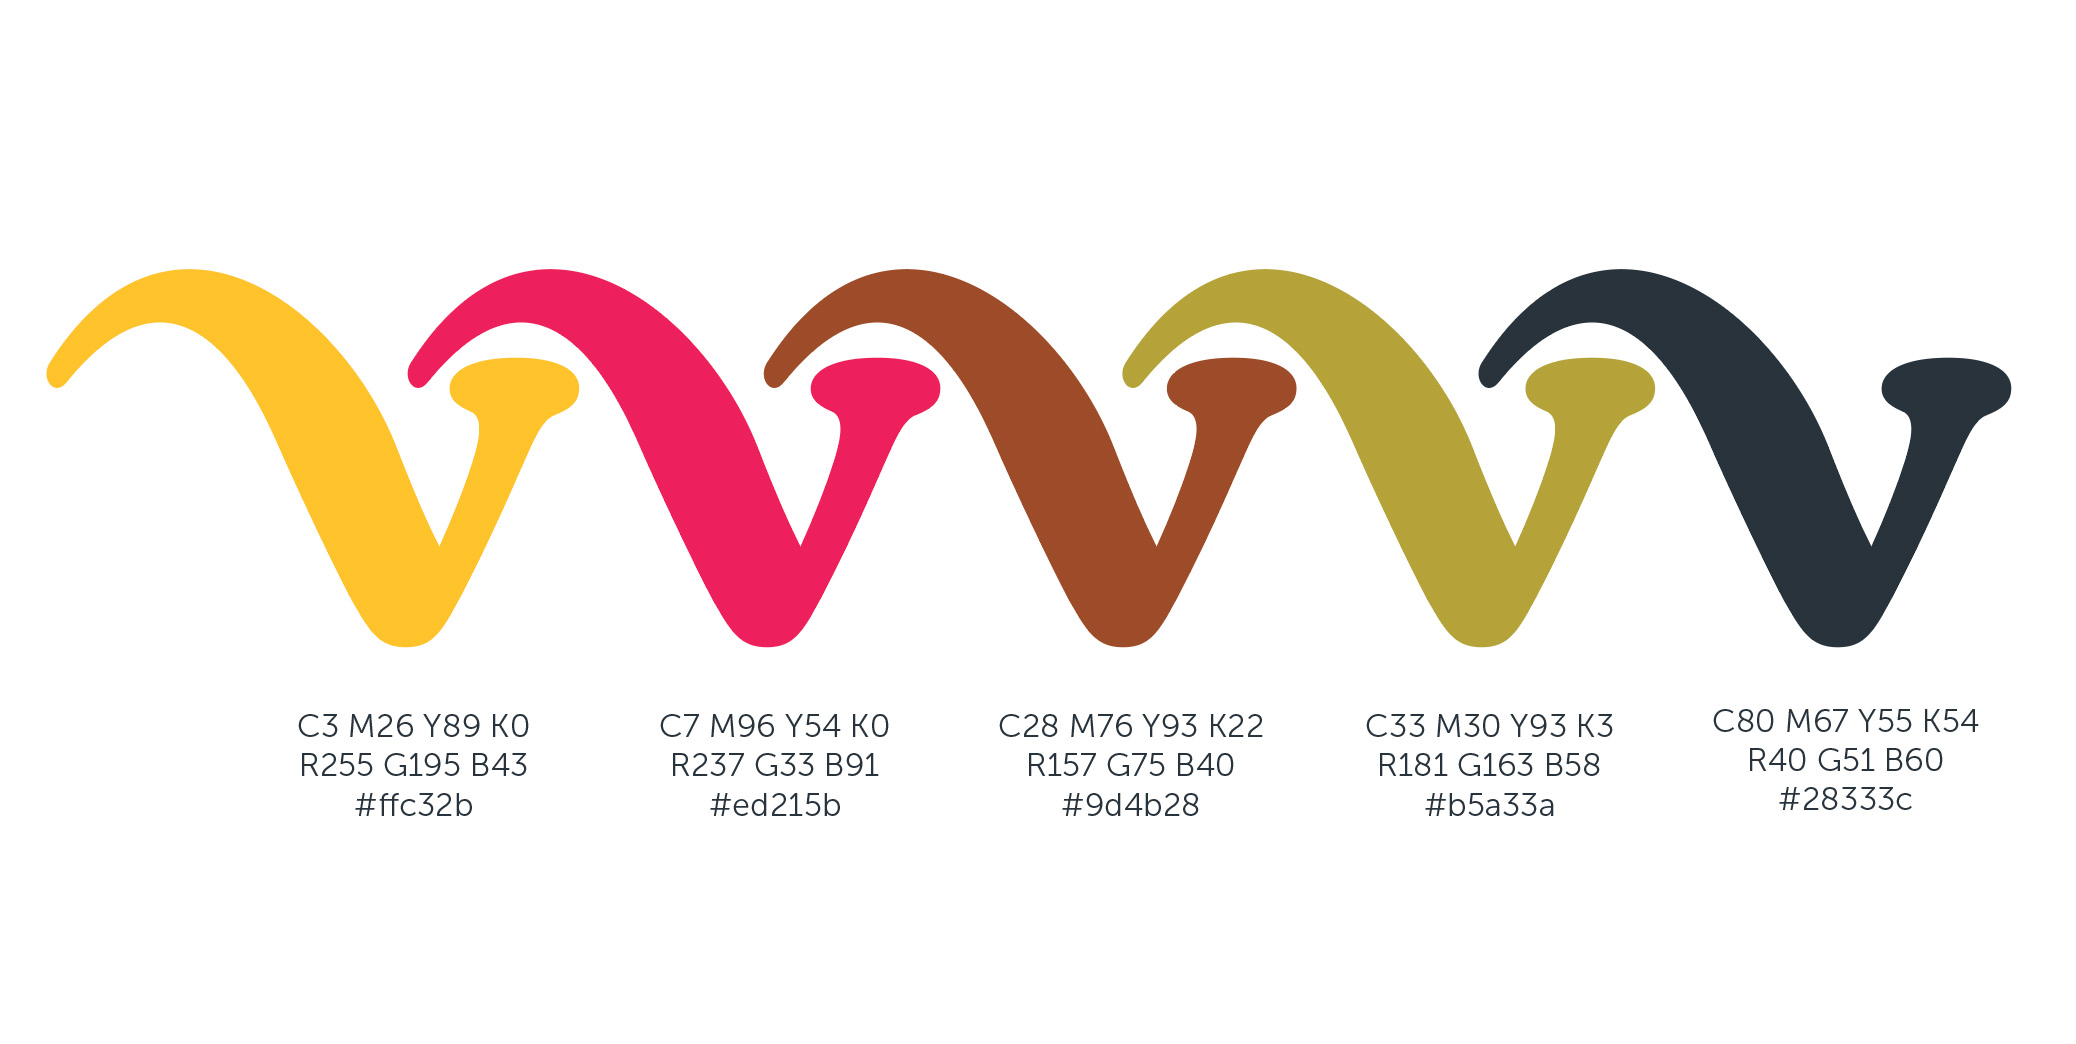 C3 M26 Y89 K0
R255 G195 B43
#ffc32b
C7 M96 Y54 K0
R237 G33 B91
#ed215b
C28 M76 Y93 K22
R157 G75 B40
#9d4b28
C33 M30 Y93 K3
R181 G163 B58
#b5a33a
C80 M67 Y55 K54
R40 G51 B60
#28333c